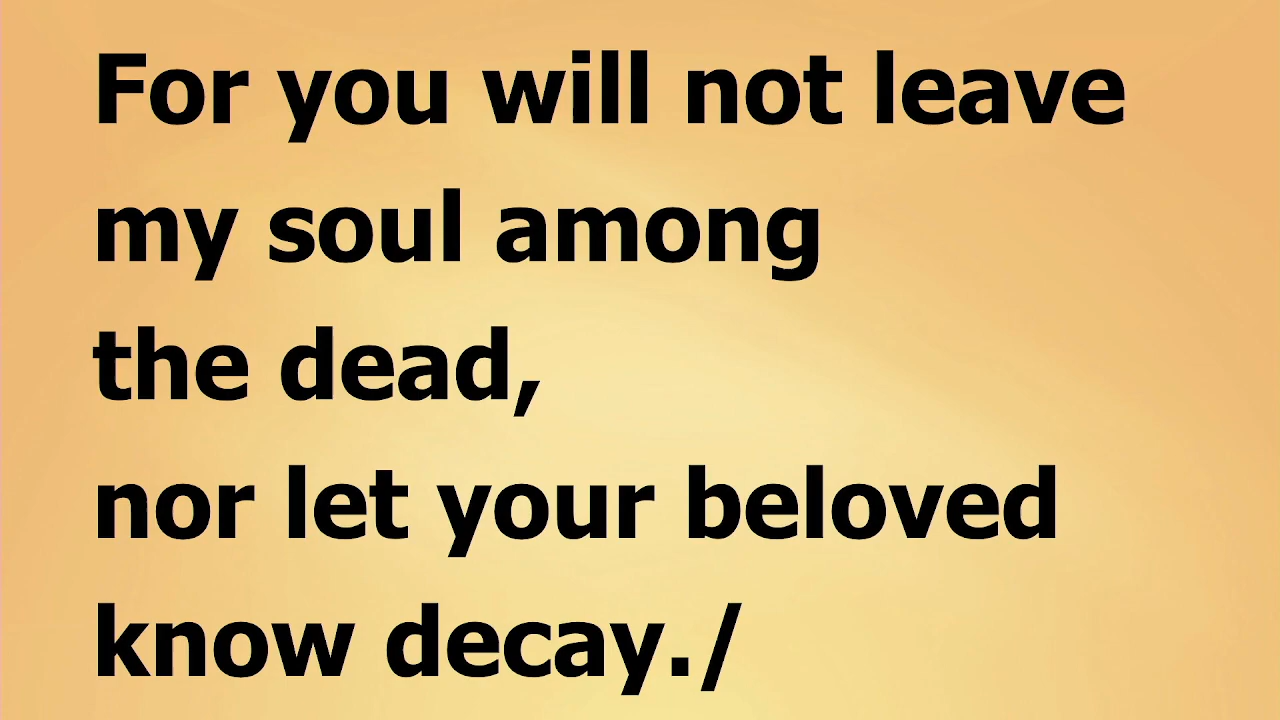 For you will not leave
my soul among
the dead,
nor let your beloved
know decay./